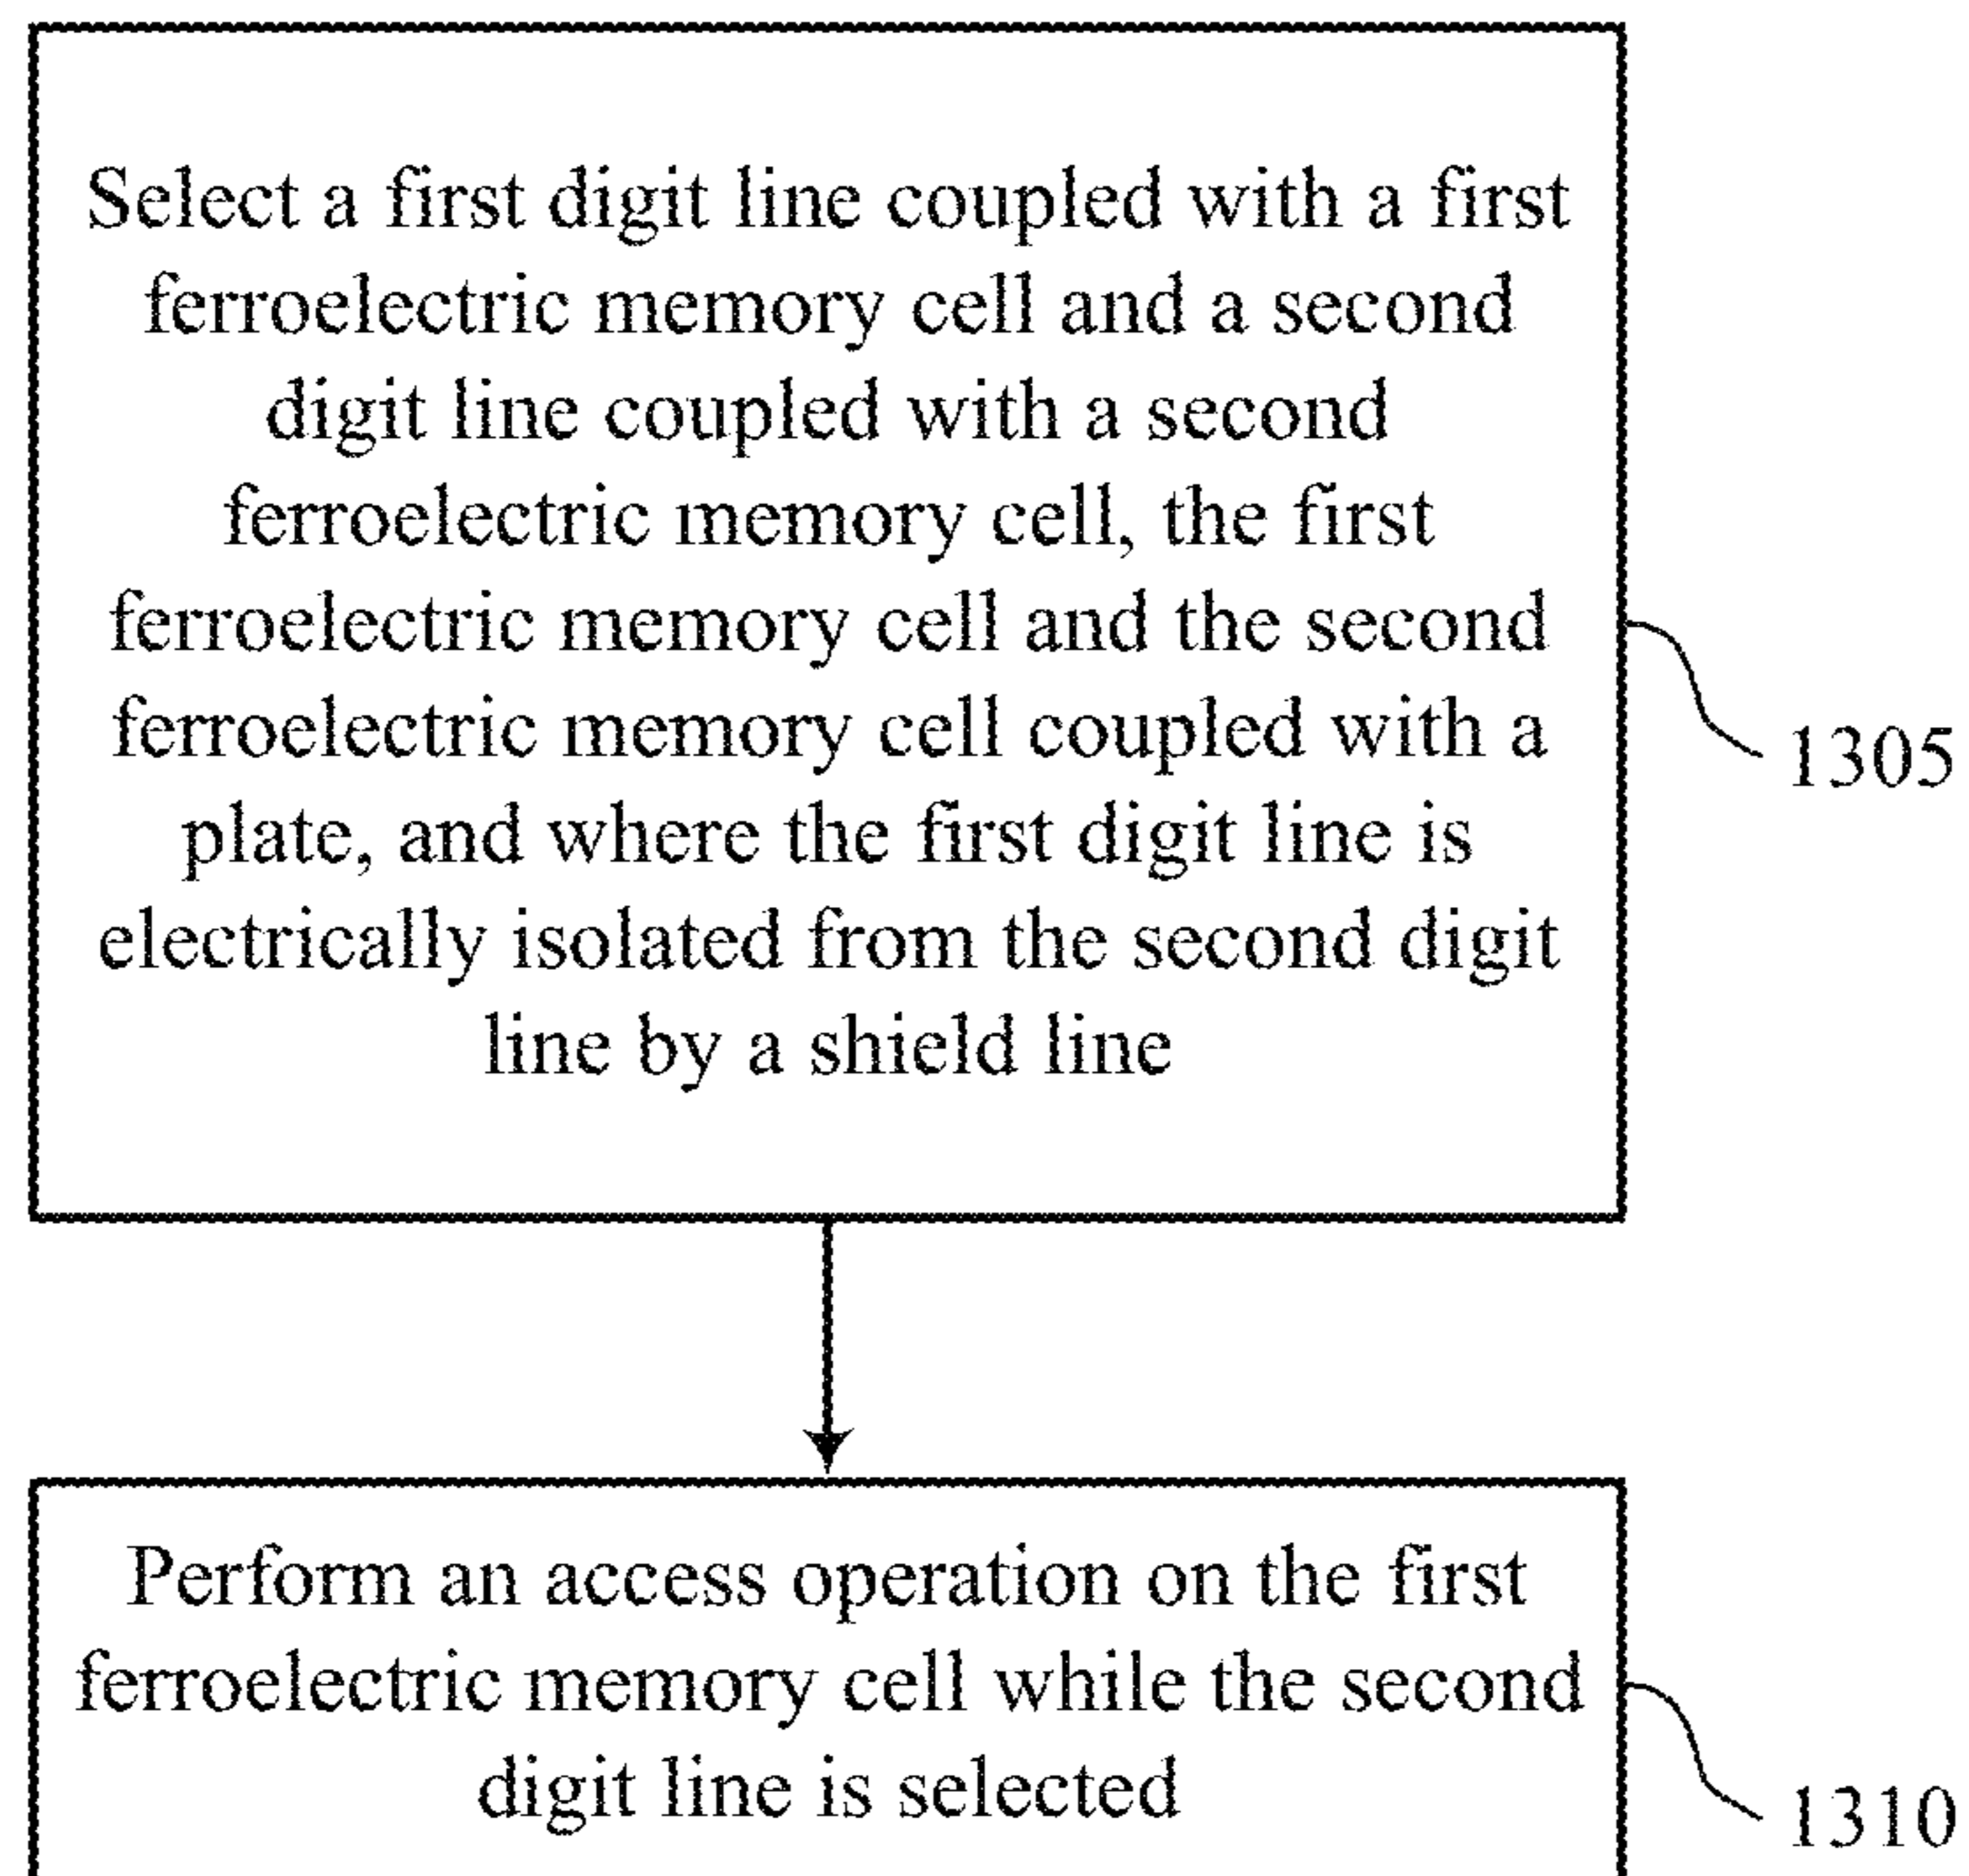 Select a first digit line coupled with a first
ferroelectric memory cell and a second
digit line coupled with a second
ferroelectric memory cell, the first
ferroelectric memory cell and the second
ferroelectric memory cell coupled with a
plate, and where the first digit line is
electrically isolated from the second digit
line by a shield line
1305
Perform an access operation on the first
ferroelectric memory cell while the second
digit line is selected
1310